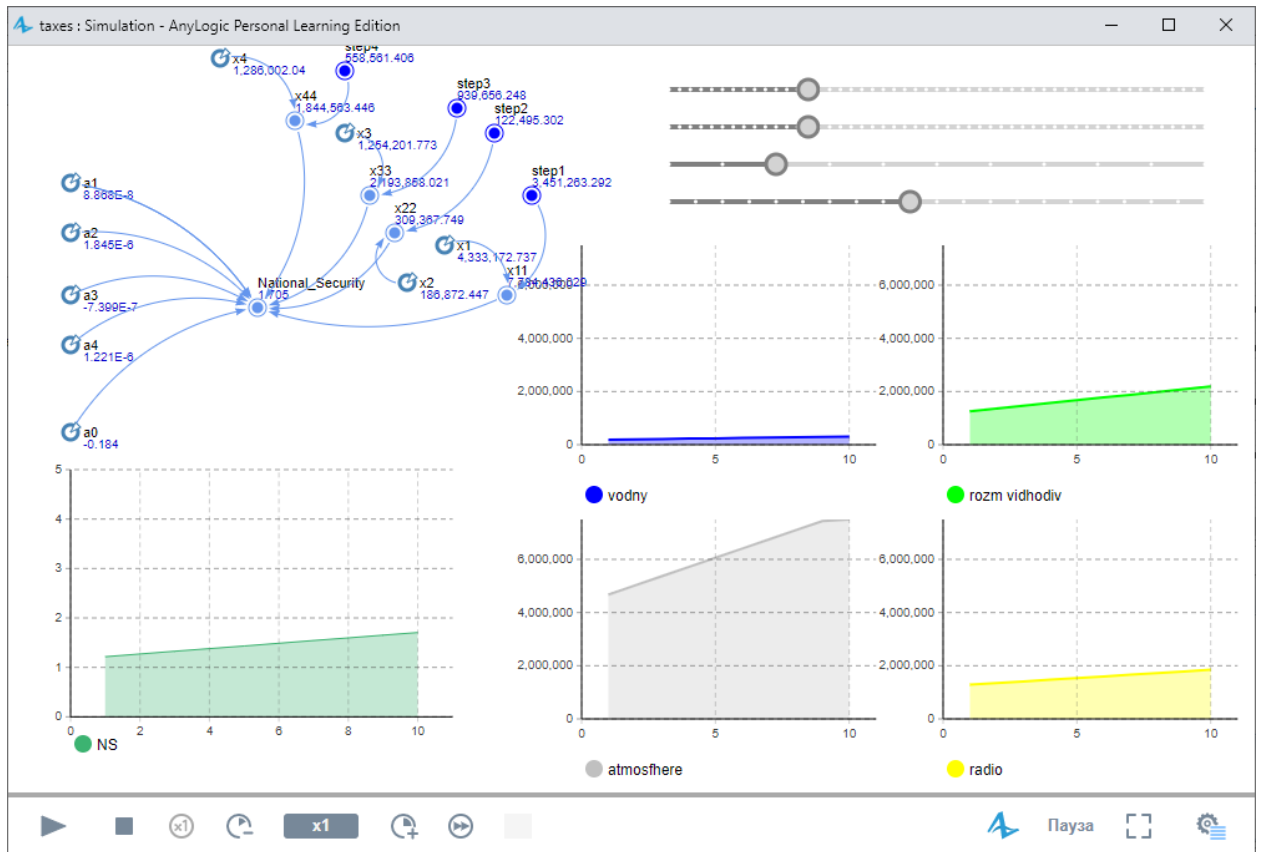 taxes : Simulation - AnyLogic Personal Learning Edition
x4
1,286,002.04
step4
558,561.406
x44
1,844,563.446
step3
939,656.248
step2
122,495.302
x3
1,254,201.773
x33
2,193,858.021
step1
3,451,263.292
a1
8.868E-8
x22
309,367.749
a2
1.845E-6
x1
4,333,172.737
x11
National_Security
1.705
x2
186,872.447
a3
-7.399E-7
a4
1.221E-6
a0
-0.184
6,000,000
4,000,000
2,000,000
0
0 5 10
vodny
6,000,000
4,000,000
2,000,000
0
0 5 10
rozm vidhodiv
5
4
3
2
1
0
0 2 4 6 8 10
NS
6,000,000
4,000,000
2,000,000
0
0 5 10
atmosfhere
6,000,000
4,000,000
2,000,000
0
0 5 10
radio
x1
x1
Пауза